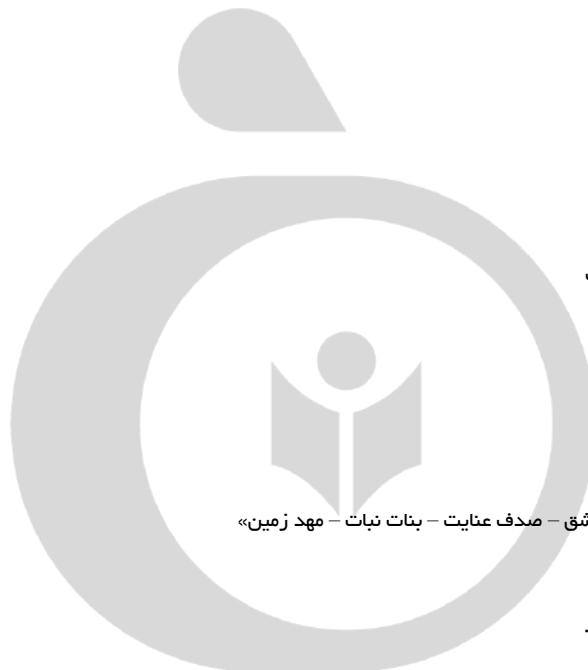 شق – صدف عنایت – بنات نبات – مهد زمین»